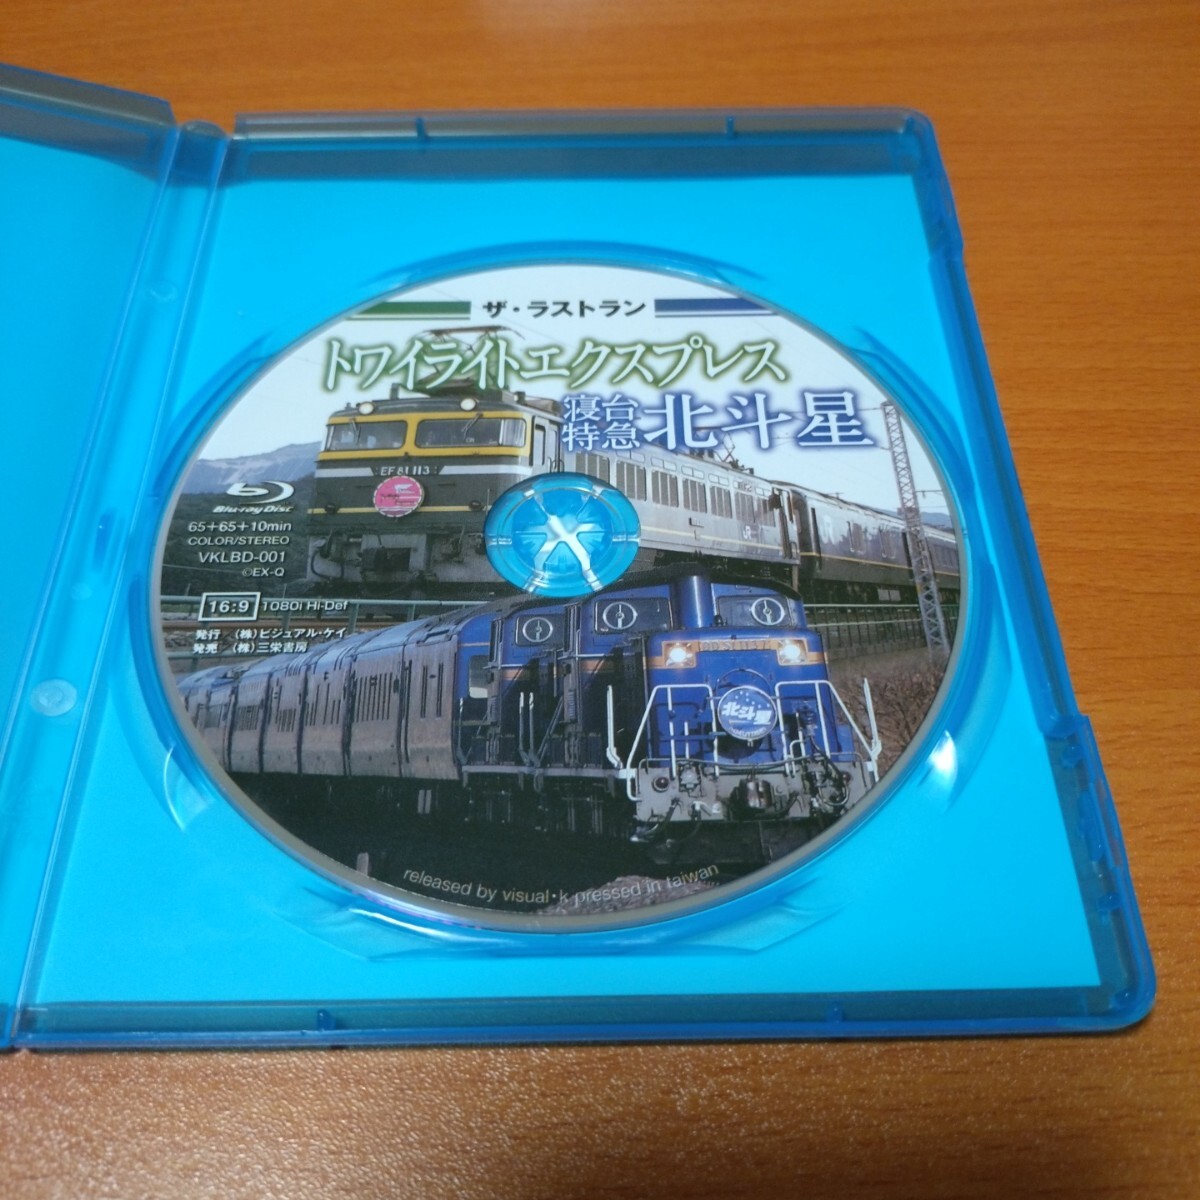 ザ・ラストラン
トワイライトエクスプレス
寝台特急 北斗星
EF81 113
Blu-ray Disc
65+65+10min
COLOR/STEREO
VKLBD-001
©EX-Q
16:9 1080i Hi-Def
発行 (株)ビジュアル・ケイ
発売 (株)三栄書房
JR
北斗星
released by visual・k pressed in taiwan